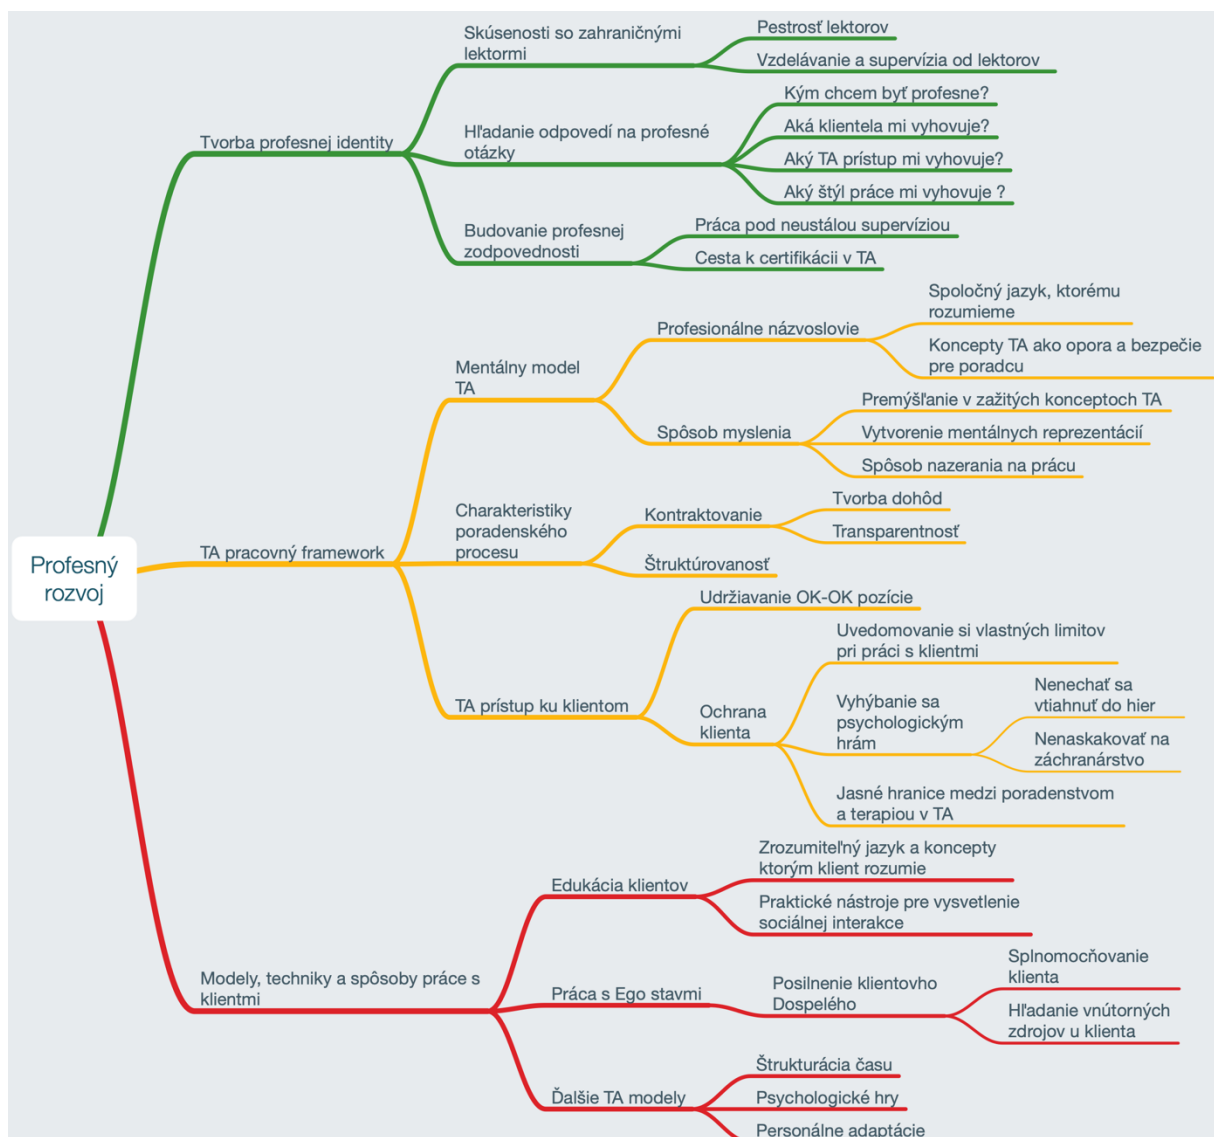 Profesný
rozvoj
Tvorba profesnej identity
Skúsenosti so zahraničnými
lektormi
Pestrosť lektorov
Vzdelávanie a supervízia od lektorov
Hľadanie odpovedí na profesné
otázky
Kým chcem byť profesne?
Aká klientela mi vyhovuje?
Aký TA prístup mi vyhovuje?
Aký štýl práce mi vyhovuje ?
Budovanie profesnej
zodpovednosti
Práca pod neustálou supervíziou
Cesta k certifikácii v TA
TA pracovný framework
Mentálny model
TA
Profesionálne názvoslovie
Spoločný jazyk, ktorému
rozumieme
Koncepty TA ako opora a bezpečie
pre poradcu
Spôsob myslenia
Premýšľanie v zažitých konceptoch TA
Vytvorenie mentálnych reprezentácií
Spôsob nazerania na prácu
Charakteristiky
poradenského
procesu
Kontraktovanie
Tvorba dohôd
Transparentnosť
Štruktúrovanosť
TA prístup ku klientom
Udržiavanie OK-OK pozície
Ochrana
klienta
Uvedomovanie si vlastných limitov
pri práci s klientmi
Vyhýbanie sa
psychologickým
hrám
Nenechať sa
vtiahnuť do hier
Nenaskakovať na
záchranárstvo
Jasné hranice medzi poradenstvom
a terapiou v TA
Modely, techniky a spôsoby práce s
klientmi
Edukácia klientov
Zrozumiteľný jazyk a koncepty
ktorým klient rozumie
Praktické nástroje pre vysvetlenie
sociálnej interakce
Práca s Ego stavmi
Posilnenie klientovho
Dospelého
Splnomocňovanie
klienta
Hľadanie vnútorných
zdrojov u klienta
Ďalšie TA modely
Štrukturácia času
Psychologické hry
Personálne adaptácie